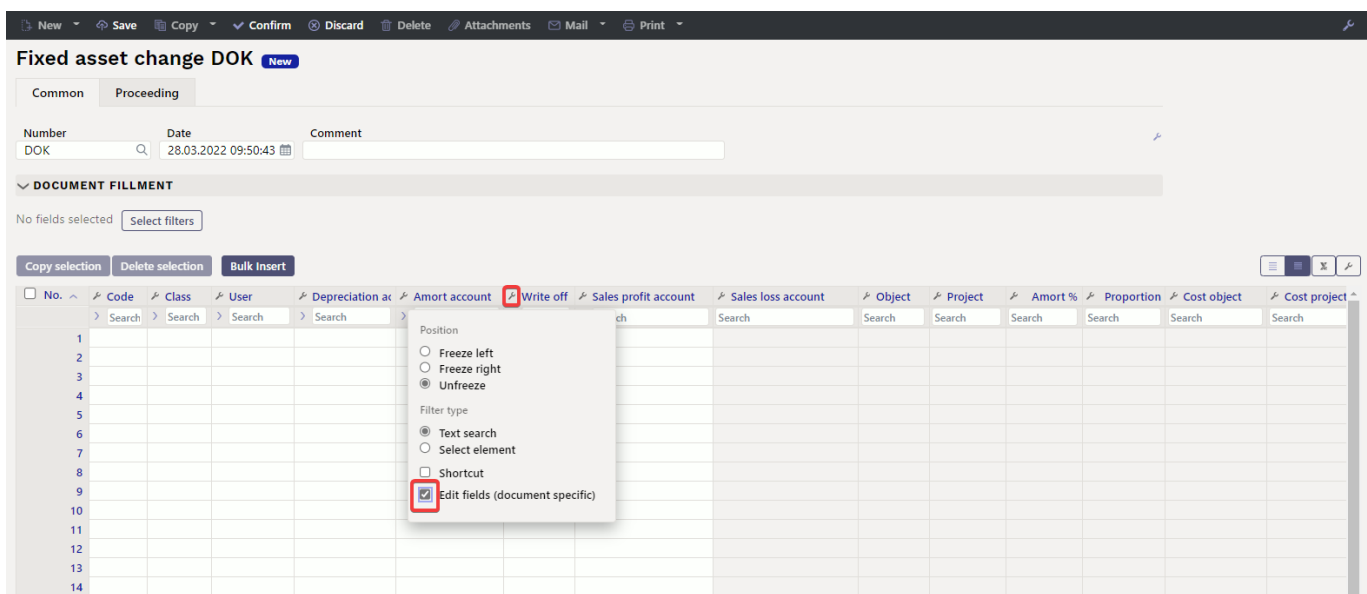 New Save Copy Confirm Discard Delete Attachments Mail Print
Fixed asset change DOK New
Common Proceeding
Number Date Comment
DOK 28.03.2022 09:50:43
DOCUMENT FILLMENT
No fields selected Select filters
Copy selection Delete selection Bulk Insert
No. Code Class User Depreciation ac Amort account Write off Sales profit account Sales loss account Object Project Amort % Proportion Cost object Cost project
Search Search Search Search ch Search Search Search Search Search Search Search
Position
1
Freeze left
2
Freeze right
3
Unfreeze
4
Filter type
5
Text search
6
Select element
7
Shortcut
8
Edit fields (document specific)
9
10
11
12
13
14